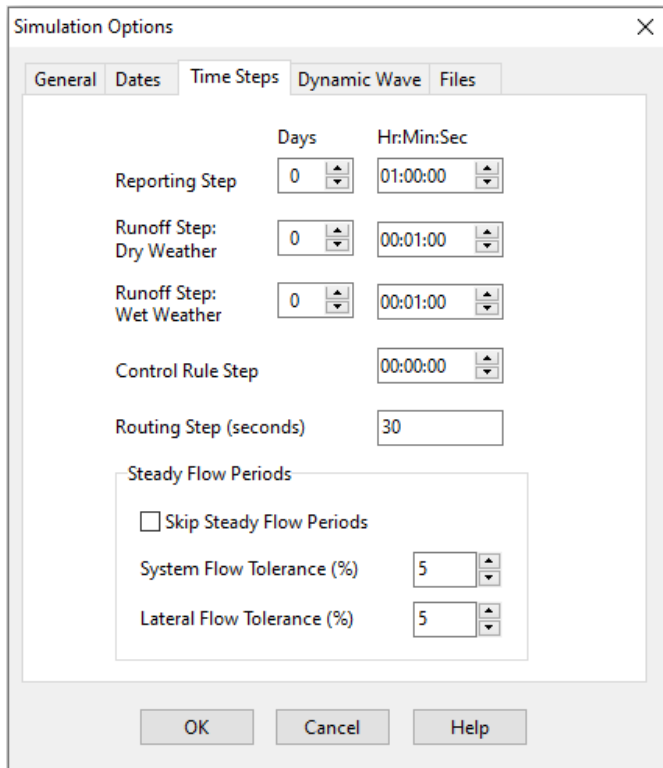 Simulation Options
General Dates Time Steps Dynamic Wave Files
Days Hr:Min:Sec
Reporting Step 0 01:00:00
Runoff Step:
Dry Weather 0 00:01:00
Runoff Step:
Wet Weather 0 00:01:00
Control Rule Step 00:00:00
Routing Step (seconds) 30
Steady Flow Periods
Skip Steady Flow Periods
System Flow Tolerance (%) 5
Lateral Flow Tolerance (%) 5
OK Cancel Help